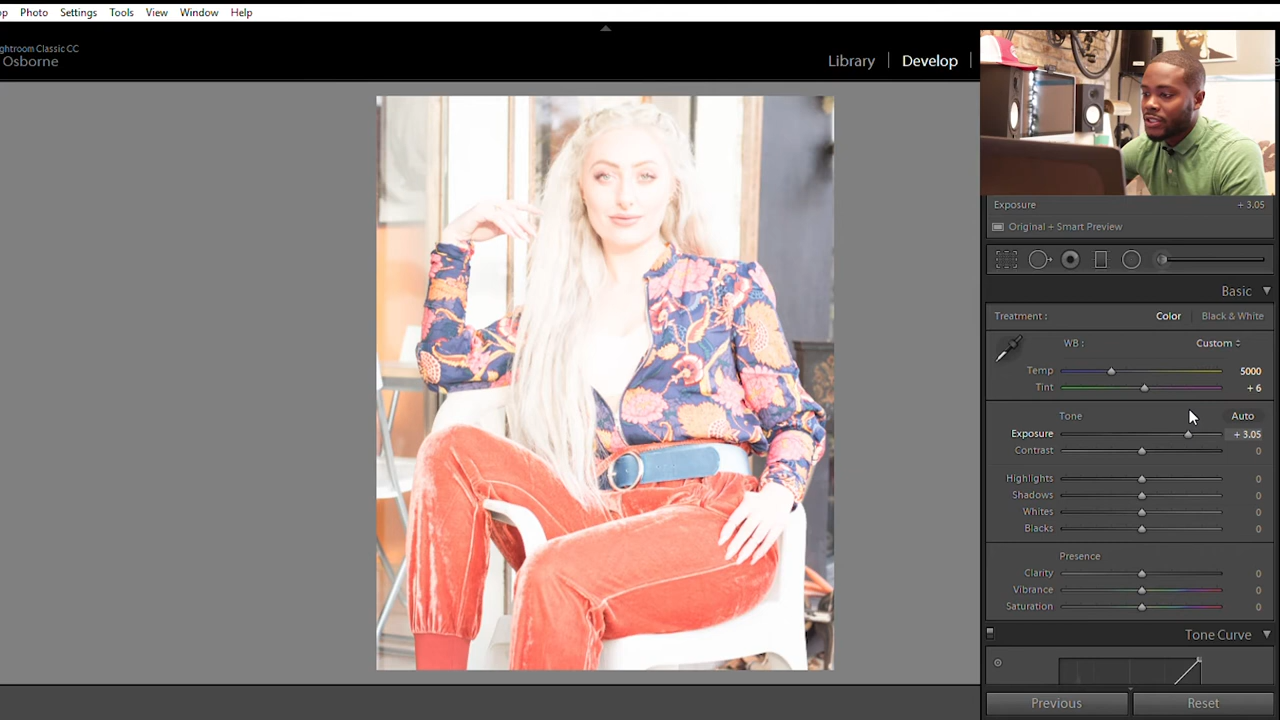 op Photo Settings Tools View Window Help
ghtroom Classic CC
Osborne
Library Develop
Exposure + 3.05
Original + Smart Preview
Basic
Treatment : Color Black & White
WB : Custom
Temp 5000
Tint + 6
Tone Auto
Exposure + 3.05
Contrast 0
Highlights 0
Shadows 0
Whites 0
Blacks 0
Presence
Clarity 0
Vibrance 0
Saturation 0
Tone Curve
Previous Reset